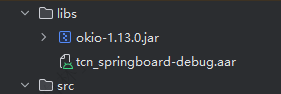 libs
okio-1.13.0.jar
tcn_springboard-debug.aar
src